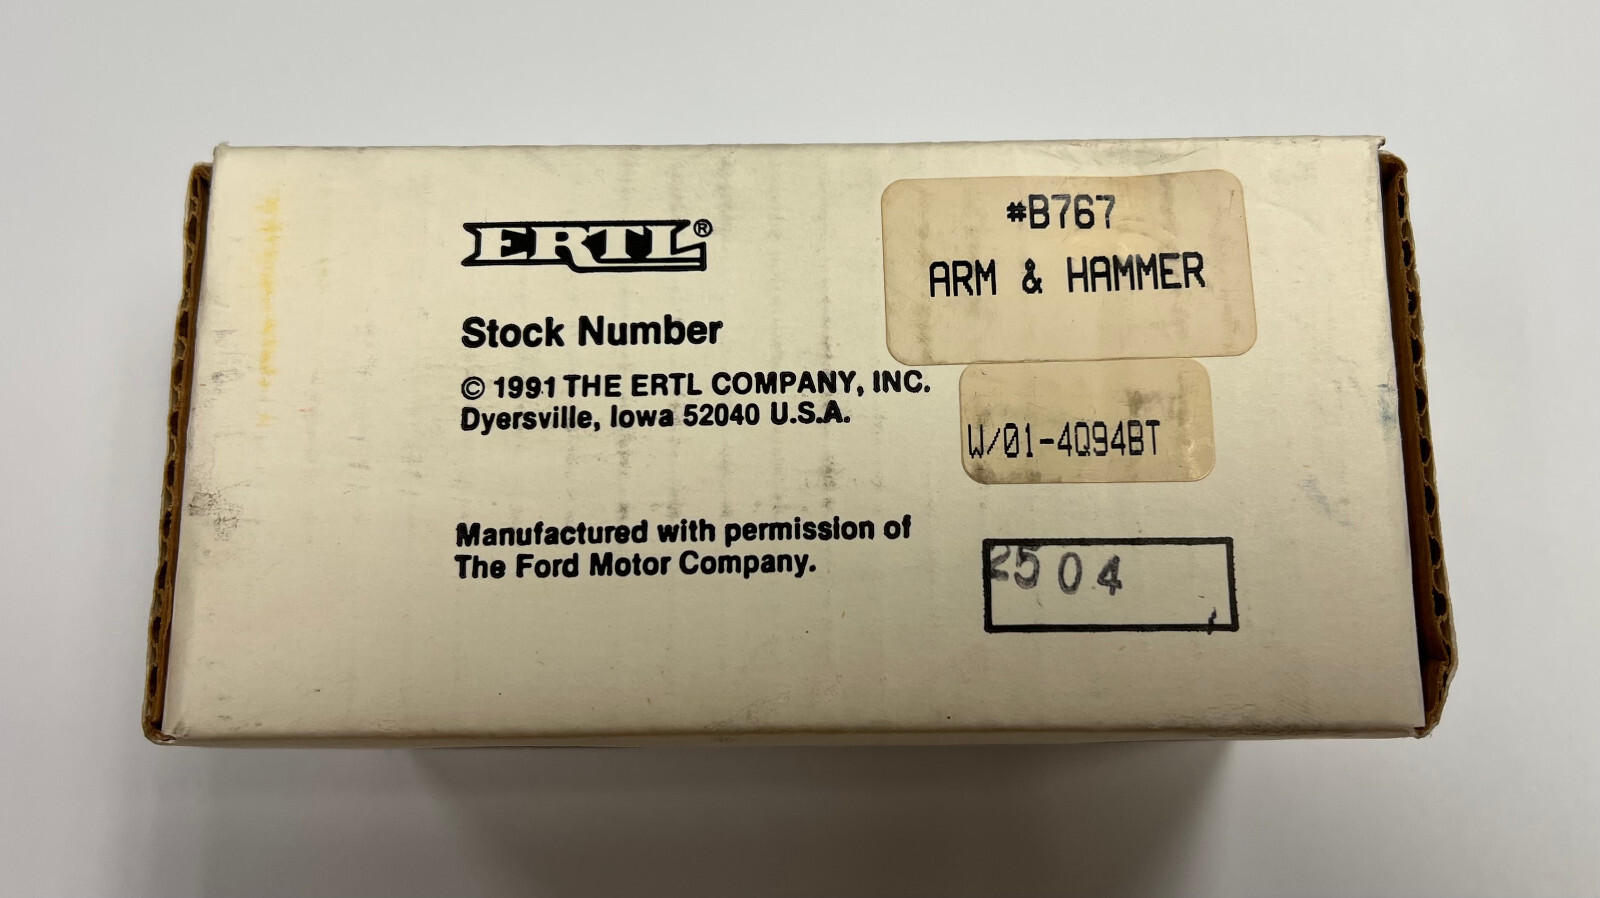 ERTL®
Stock Number
© 1991 THE ERTL COMPANY, INC.
Dyersville, Iowa 52040 U.S.A.
Manufactured with permission of
The Ford Motor Company.
#B767
ARM & HAMMER
W/01-4Q94BT
2504